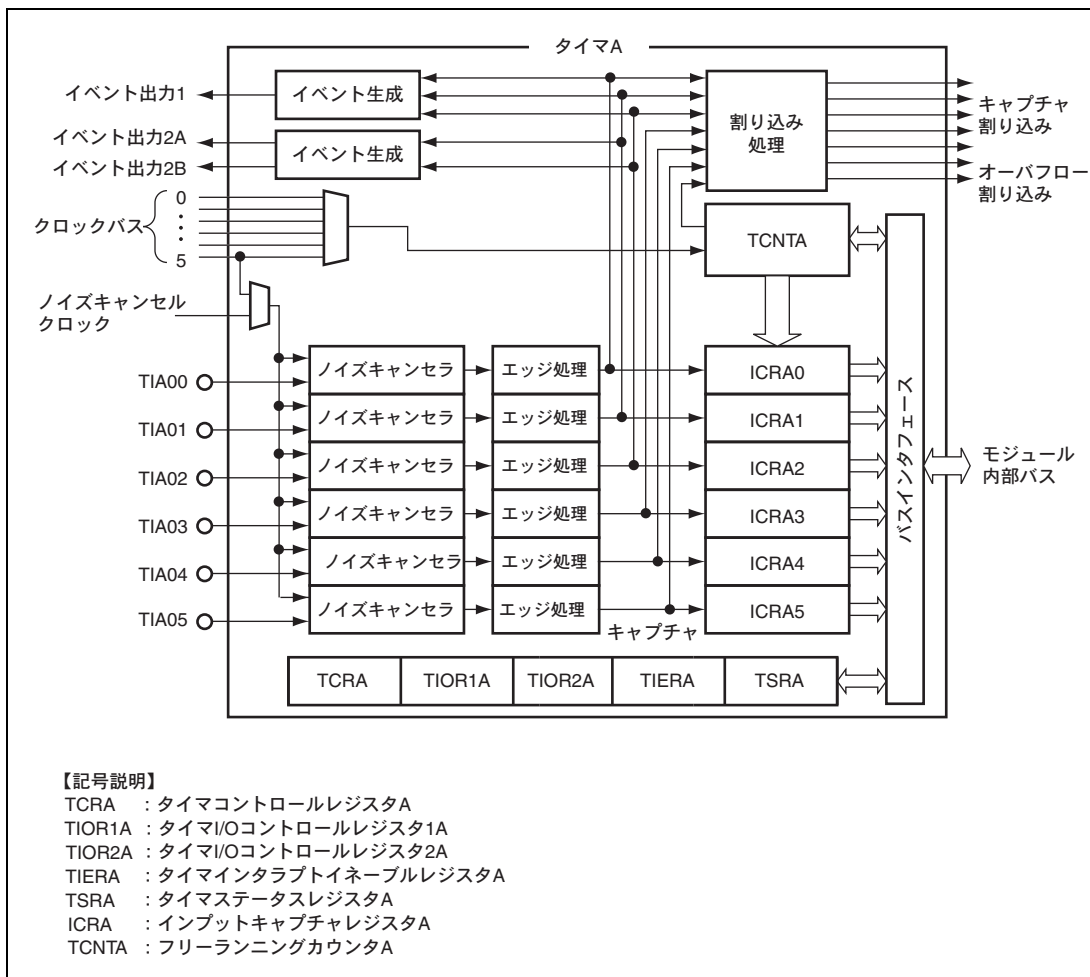 タイマA
イベント出力1
イベント生成
イベント出力2A
イベント出力2B
イベント生成
割り込み
処理
キャプチャ
割り込み
オーバフロー
割り込み
クロックバス
0
5
TCNTA
ノイズキャンセル
クロック
TIA00
ノイズキャンセラ
エッジ処理
ICRA0
TIA01
ノイズキャンセラ
エッジ処理
ICRA1
TIA02
ノイズキャンセラ
エッジ処理
ICRA2
TIA03
ノイズキャンセラ
エッジ処理
ICRA3
TIA04
ノイズキャンセラ
エッジ処理
ICRA4
TIA05
ノイズキャンセラ
エッジ処理
ICRA5
キャプチャ
バスインタフェース
モジュール
内部バス
TCRA
TIOR1A
TIOR2A
TIERA
TSRA
【記号説明】
TCRA :タイマコントロールレジスタA
TIOR1A :タイマI/Oコントロールレジスタ1A
TIOR2A :タイマI/Oコントロールレジスタ2A
TIERA :タイマインタラプトイネーブルレジスタA
TSRA :タイマステータスレジスタA
ICRA :インプットキャプチャレジスタA
TCNTA :フリーランニングカウンタA